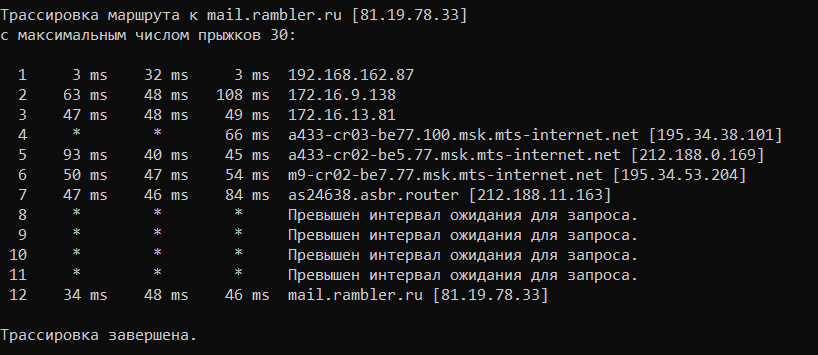 Трассировка маршрута к mail.rambler.ru [81.19.78.33]
с максимальным числом прыжков 30:
1 3 ms 32 ms 3 ms 192.168.162.87
2 63 ms 48 ms 108 ms 172.16.9.138
3 47 ms 48 ms 49 ms 172.16.13.81
4 * * 66 ms a433-cr03-be77.100.msk.mts-internet.net [195.34.38.101]
5 93 ms 40 ms 45 ms a433-cr02-be5.77.msk.mts-internet.net [212.188.0.169]
6 50 ms 47 ms 54 ms m9-cr02-be7.77.msk.mts-internet.net [195.34.53.204]
7 47 ms 46 ms 84 ms as24638.asbr.router [212.188.11.163]
8 * * * Превышен интервал ожидания для запроса.
9 * * * Превышен интервал ожидания для запроса.
10 * * * Превышен интервал ожидания для запроса.
11 * * * Превышен интервал ожидания для запроса.
12 34 ms 48 ms 46 ms mail.rambler.ru [81.19.78.33]
Трассировка завершена.